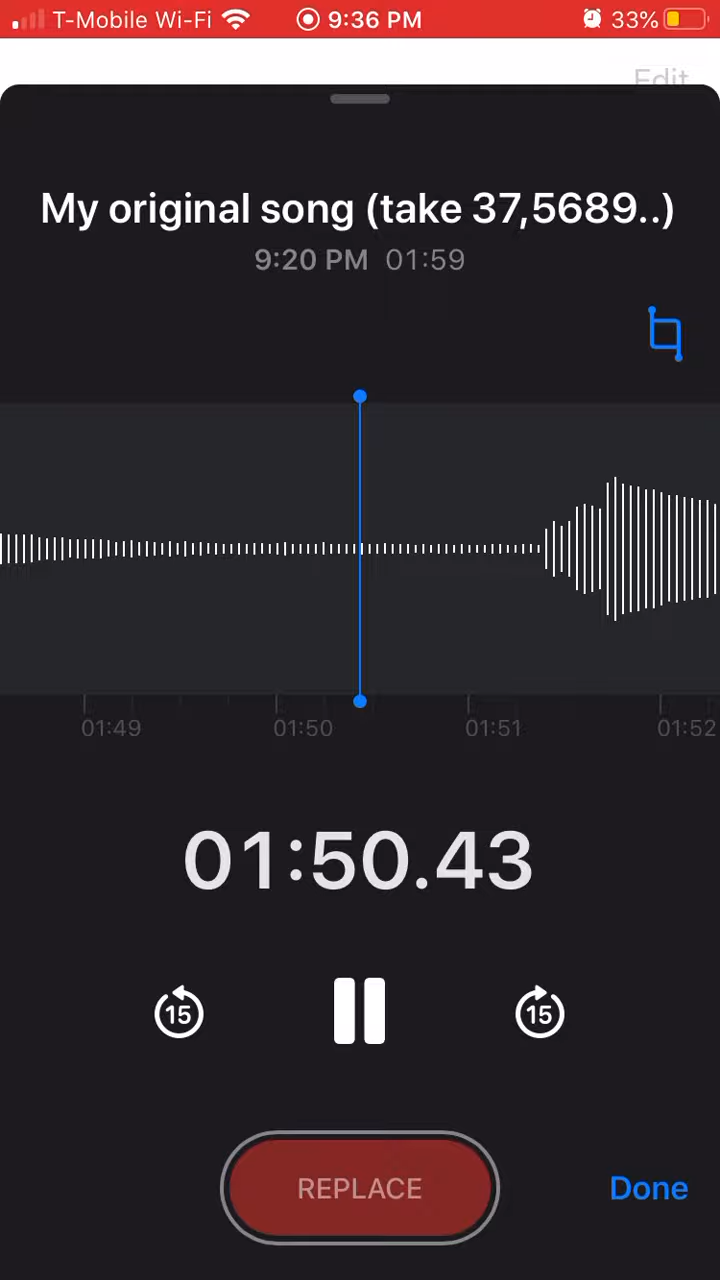 T-Mobile Wi-Fi 9:36 PM 33%
Edit
My original song (take 37,5689..)
9:20 PM 01:59
01:49 01:50 01:51 01:52
01:50.43
15 15
REPLACE
Done